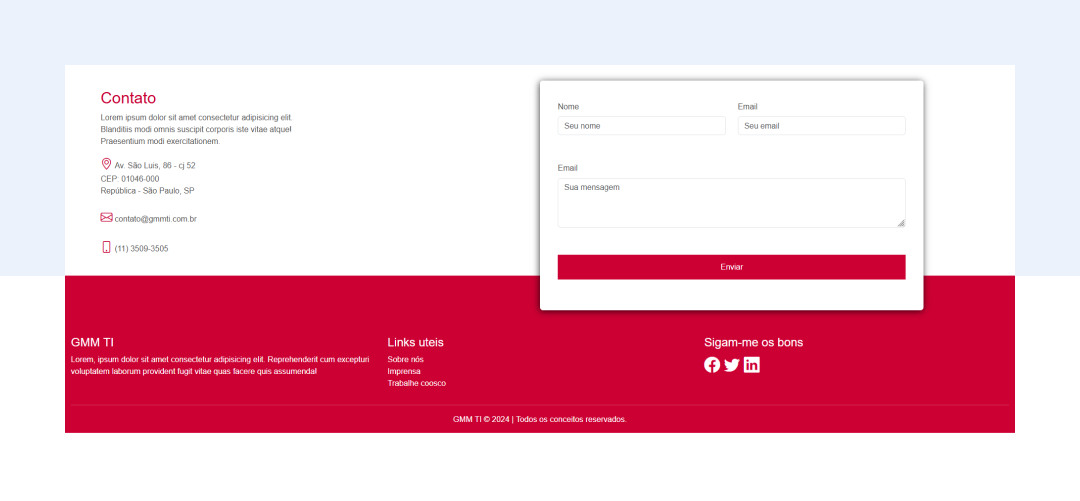 Contato
Lorem ipsum dolor sit amet consectetur adipisicing elit.
Blanditiis modi omnis suscipit corporis iste vitae atque!
Praesentium modi exercitationem.
Av. São Luis, 86 - cj 52
CEP: 01046-000
República - São Paulo, SP
contato@gmmti.com.br
(11) 3509-3505
Nome
Email
Seu nome
Seu email
Email
Sua mensagem
Enviar
GMM TI
Lorem, ipsum dolor sit amet consectetur adipisicing elit. Reprehenderit cum excepturi
voluptatem laborum provident fugit vitae quas facere quis assumenda!
Links uteis
Sobre nós
Imprensa
Trabalhe coosco
Sigam-me os bons
GMM TI © 2024 | Todos os conceitos reservados.